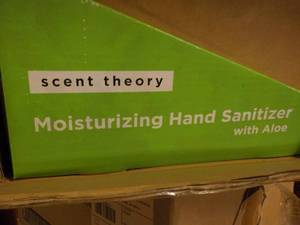 scent theory
Moisturizing Hand Sanitizer
with Aloe